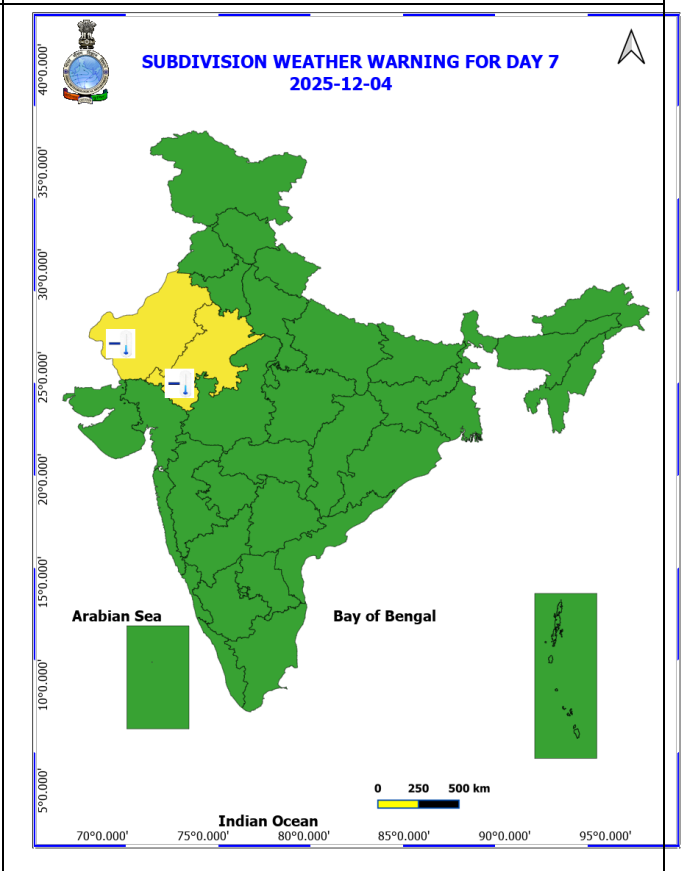 SUBDIVISION WEATHER WARNING FOR DAY 7
2025-12-04
40°0.000'
35°0.000'
30°0.000'
25°0.000'
20°0.000'
15°0.000'
10°0.000'
5°0.000'
Arabian Sea
Bay of Bengal
0 250 500 km
Indian Ocean
70°0.000' 75°0.000' 80°0.000' 85°0.000' 90°0.000' 95°0.000'